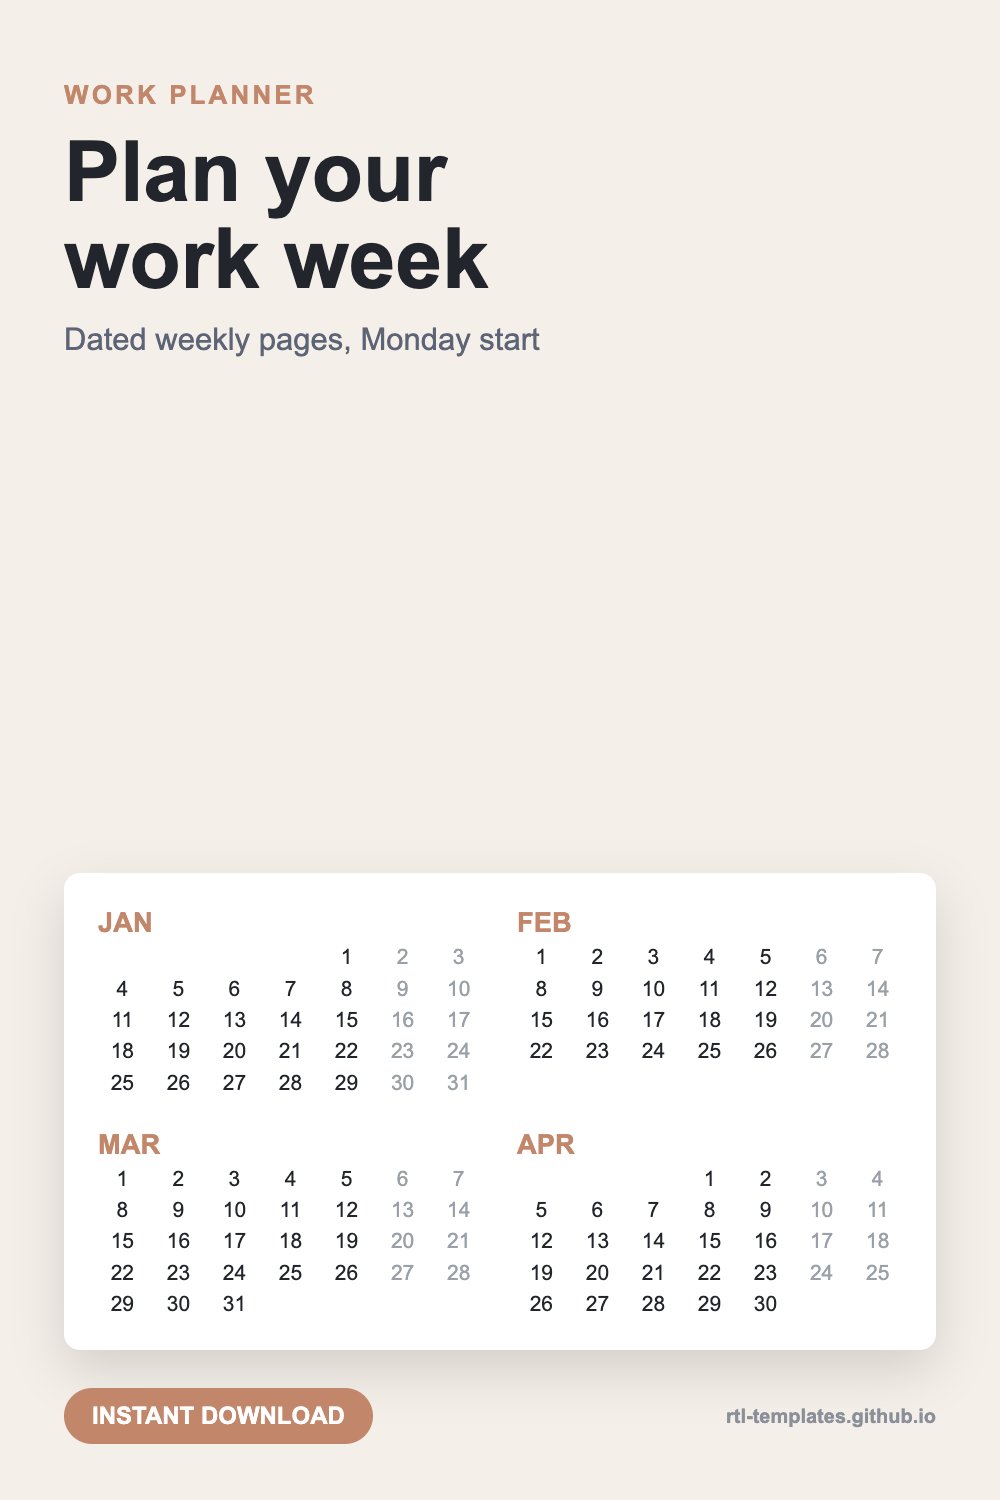 WORK PLANNER
Plan your
work week
Dated weekly pages, Monday start
JAN
1 2 3
4 5 6 7 8 9 10
11 12 13 14 15 16 17
18 19 20 21 22 23 24
25 26 27 28 29 30 31
FEB
1 2 3 4 5 6 7
8 9 10 11 12 13 14
15 16 17 18 19 20 21
22 23 24 25 26 27 28
MAR
1 2 3 4 5 6 7
8 9 10 11 12 13 14
15 16 17 18 19 20 21
22 23 24 25 26 27 28
29 30 31
APR
1 2 3 4
5 6 7 8 9 10 11
12 13 14 15 16 17 18
19 20 21 22 23 24 25
26 27 28 29 30
INSTANT DOWNLOAD
rtl-templates.github.io